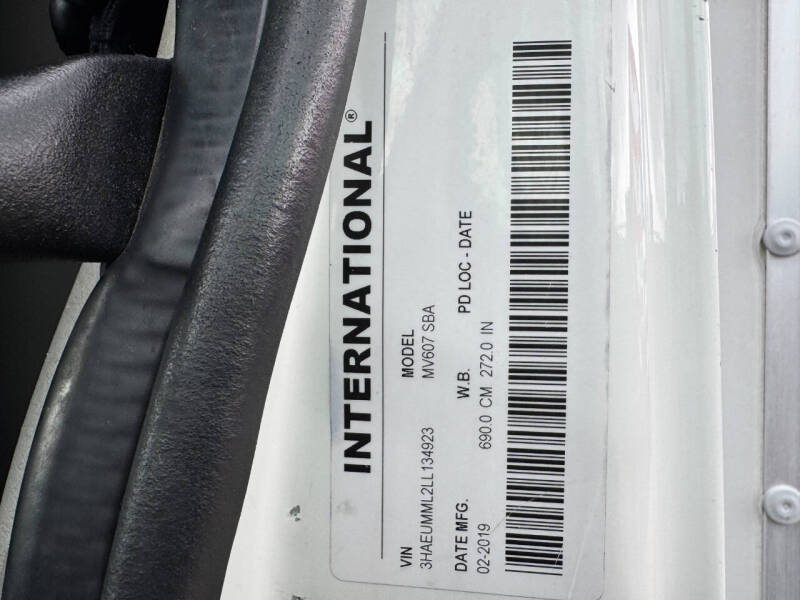 INTERNATIONAL®
VIN MODEL
3HAEUMML2LL134923 MV607 SBA
DATE MFG. W.B. PD LOC - DATE
02-2019 690.0 CM 272.0 IN